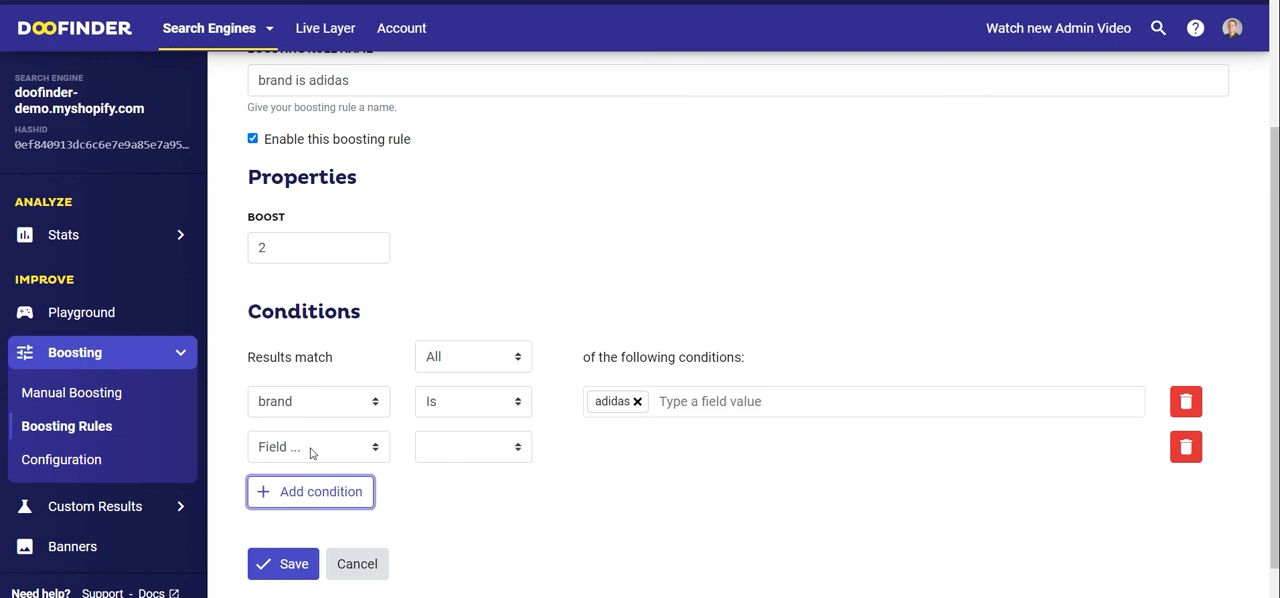 DOOFINDER
Search Engines
Live Layer
Account
Watch new Admin Video
SEARCH ENGINE
doofinder-
demo.myshopify.com
HASHID
0ef840913dc6c6e7e9a85e7a95…
ANALYZE
Stats
IMPROVE
Playground
Boosting
Manual Boosting
Boosting Rules
Configuration
Custom Results
Banners
Need help? Support - Docs
BOOSTING RULE NAME
brand is adidas
Give your boosting rule a name.
Enable this boosting rule
Properties
BOOST
2
Conditions
Results match All of the following conditions:
brand Is adidas Type a field value
Field ...
+ Add condition
Save Cancel